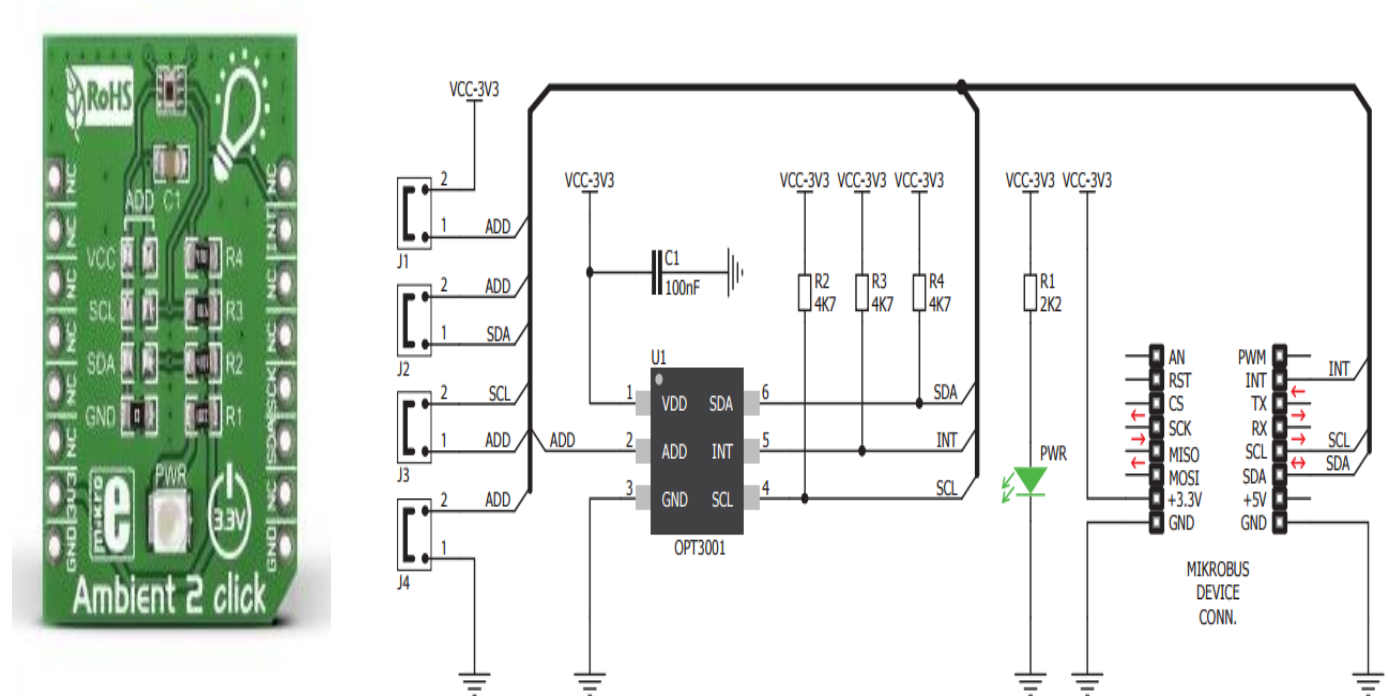 RoHS
NC
NC
NC
NC
NC
NC
3V3
GND
NC
INT
NC
NC
SCK
SDA
NC
GND
ADD
C1
VCC
SCL
SDA
GND
R4
R3
R2
R1
PWR
mikro
e
3.3V
Ambient 2 click
VCC-3V3
2
1
ADD
J1
2
ADD
1
SDA
J2
2
SCL
1
ADD
J3
2
ADD
1
J4
VCC-3V3
C1
100nF
VCC-3V3 VCC-3V3 VCC-3V3
R2
4K7
R3
4K7
R4
4K7
U1
1 VDD SDA 6 SDA
ADD 2 ADD INT 5 INT
3 GND SCL 4 SCL
OPT3001
VCC-3V3 VCC-3V3
R1
2K2
PWR
AN PWM
RST INT INT
CS TX
SCK RX
MISO SCL SCL
MOSI SDA SDA
+3.3V +5V
GND GND
MIKROBUS
DEVICE
CONN.